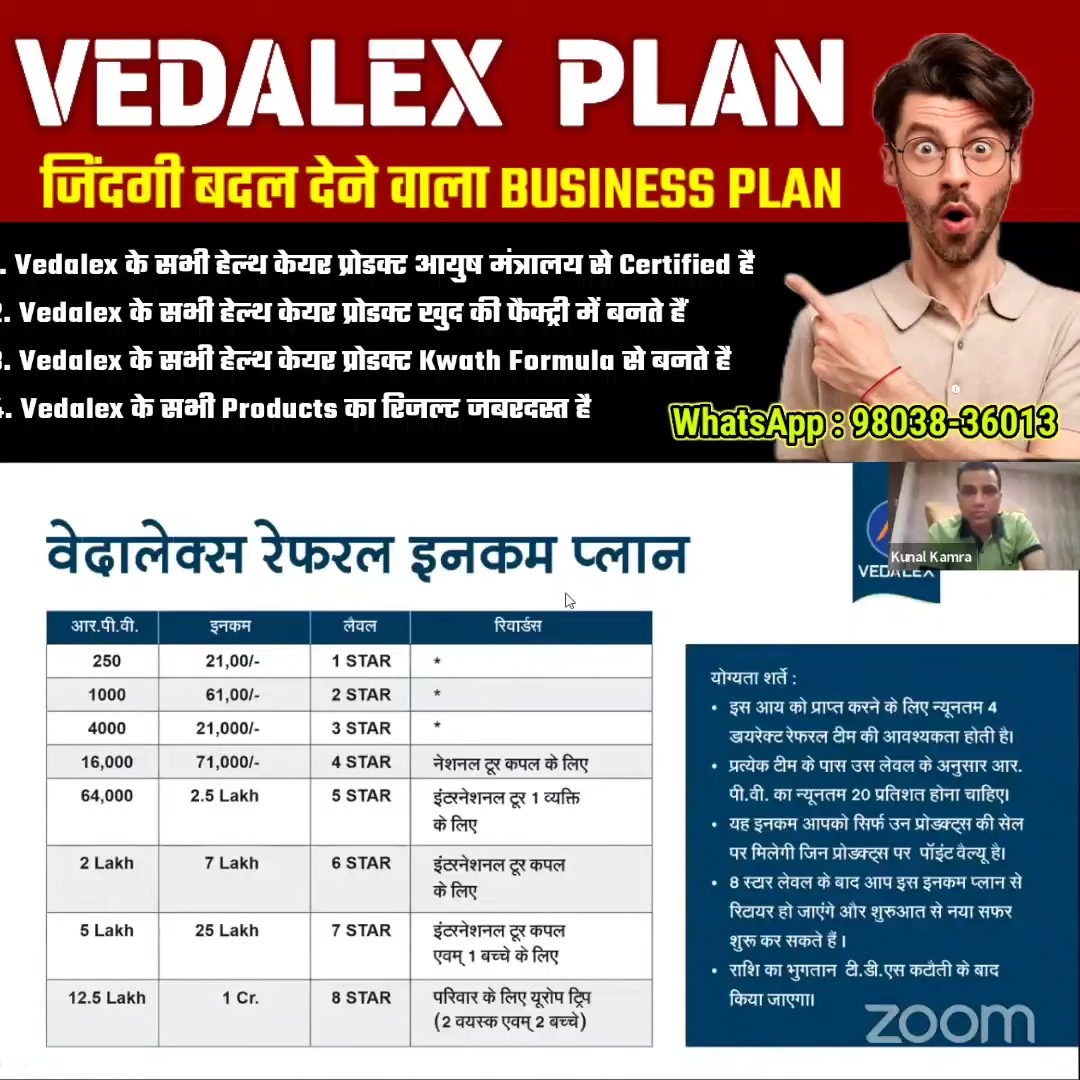 VEDALEX PLAN
जिंदगी बदल देने वाला BUSINESS PLAN
. Vedalex के सभी हेल्थ केयर प्रोडक्ट आयुष मंत्रालय से Certified है
2. Vedalex के सभी हेल्थ केयर प्रोडक्ट खुद की फैक्ट्री में बनते हैं
3. Vedalex के सभी हेल्थ केयर प्रोडक्ट Kwath Formula से बनते है
. Vedalex के सभी Products का रिजल्ट जबरदस्त है
WhatsApp : 98038-36013
Kunal Kamra
VEDALEX
वेदालेक्स रेफरल इनकम प्लान
आर.पी.वी. इनकम लैवल रिवार्डस
250 21,00/- 1 STAR *
1000 61,00/- 2 STAR *
4000 21,000/- 3 STAR *
16,000 71,000/- 4 STAR नेशनल टूर कपल के लिए
64,000 2.5 Lakh 5 STAR इंटरनेशनल टूर 1 व्यक्ति
के लिए
2 Lakh 7 Lakh 6 STAR इंटरनेशनल टूर कपल
के लिए
5 Lakh 25 Lakh 7 STAR इंटरनेशनल टूर कपल
एवम् 1 बच्चे के लिए
12.5 Lakh 1 Cr. 8 STAR परिवार के लिए यूरोप ट्रिप
(2 वयस्क एवम् 2 बच्चे)
योग्यता शर्ते :
• इस आय को प्राप्त करने के लिए न्यूनतम 4
डायरेक्ट रेफरल टीम की आवश्यकता होती है।
• प्रत्येक टीम के पास उस लेवल के अनुसार आर.
पी.वी. का न्यूनतम 20 प्रतिशत होना चाहिए।
• यह इनकम आपको सिर्फ उन प्रोडक्ट्स की सेल
पर मिलेगी जिन प्रोडक्ट्स पर पॉइंट वैल्यू है।
• 8 स्टार लेवल के बाद आप इस इनकम प्लान से
रिटायर हो जाएंगे और शुरुआत से नया सफर
शुरू कर सकते हैं ।
• राशि का भुगतान टी.डी.एस कटौती के बाद
किया जाएगा।
zoom